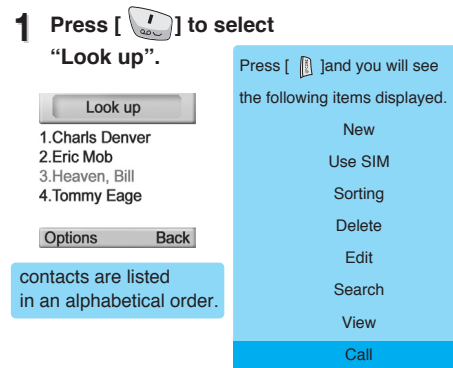 1 Press [ 1 ] to select
“Look up”.
Look up
1.Charls Denver
2.Eric Mob
3.Heaven, Bill
4.Tommy Eage
Options Back
contacts are listed
in an alphabetical order.
Press [ ]and you will see
the following items displayed.
New
Use SIM
Sorting
Delete
Edit
Search
View
Call